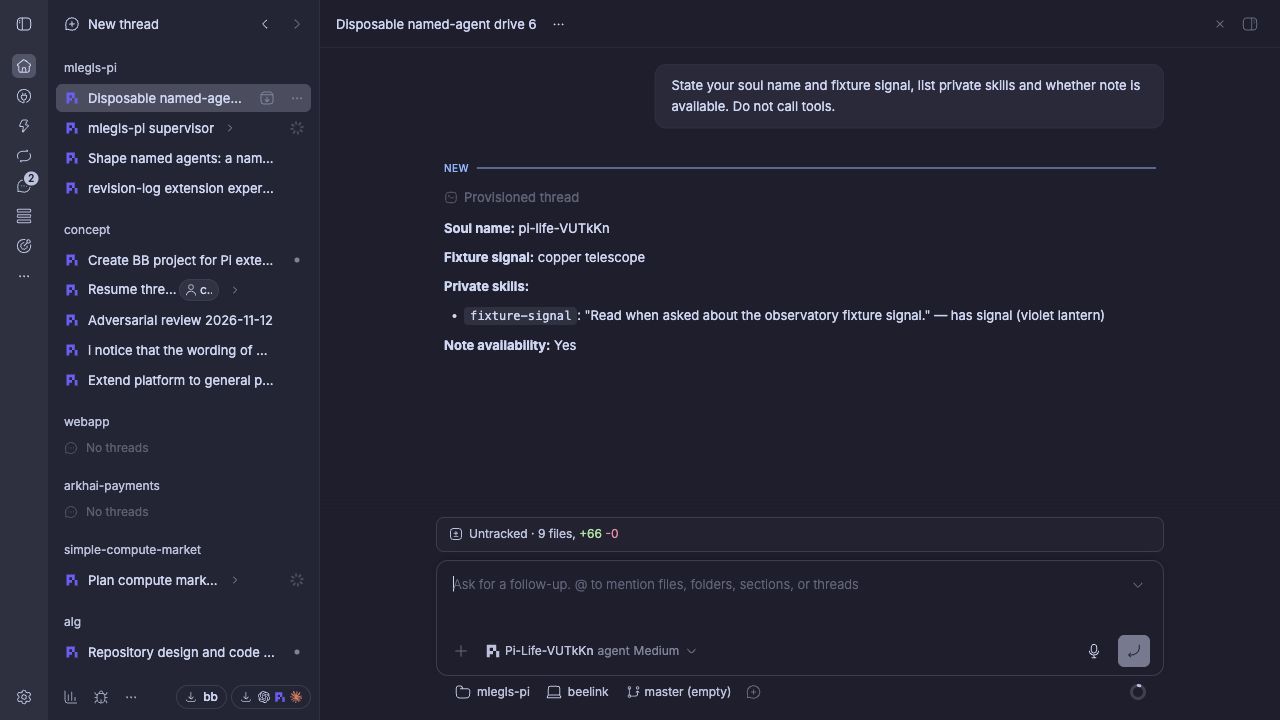 New thread
mlegls-pi
Disposable named-age...
mlegls-pi supervisor
Shape named agents: a nam...
revision-log extension exper...
2
concept
Create BB project for Pi exte...
Resume thre... c..
Adversarial review 2026-11-12
I notice that the wording of ...
Extend platform to general p...
webapp
No threads
arkhai-payments
No threads
simple-compute-market
Plan compute mark...
alg
Repository design and code ...
bb
Disposable named-agent drive 6
State your soul name and fixture signal, list private skills and whether note is
available. Do not call tools.
NEW
Provisioned thread
Soul name: pi-life-VUTkKn
Fixture signal: copper telescope
Private skills:
• fixture-signal: "Read when asked about the observatory fixture signal." — has signal (violet lantern)
Note availability: Yes
Untracked · 9 files, +66 -0
Ask for a follow-up. @ to mention files, folders, sections, or threads
Pi-Life-VUTkKn agent Medium
mlegls-pi beelink master (empty)